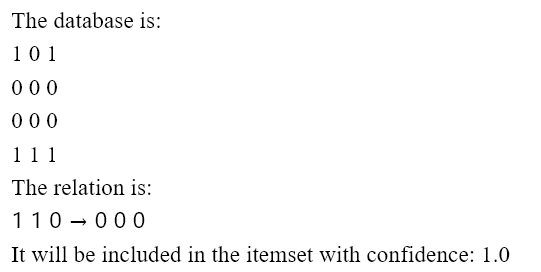 The database is:
1 0 1
0 0 0
0 0 0
1 1 1
The relation is:
1 1 0 → 0 0 0
It will be included in the itemset with confidence: 1.0